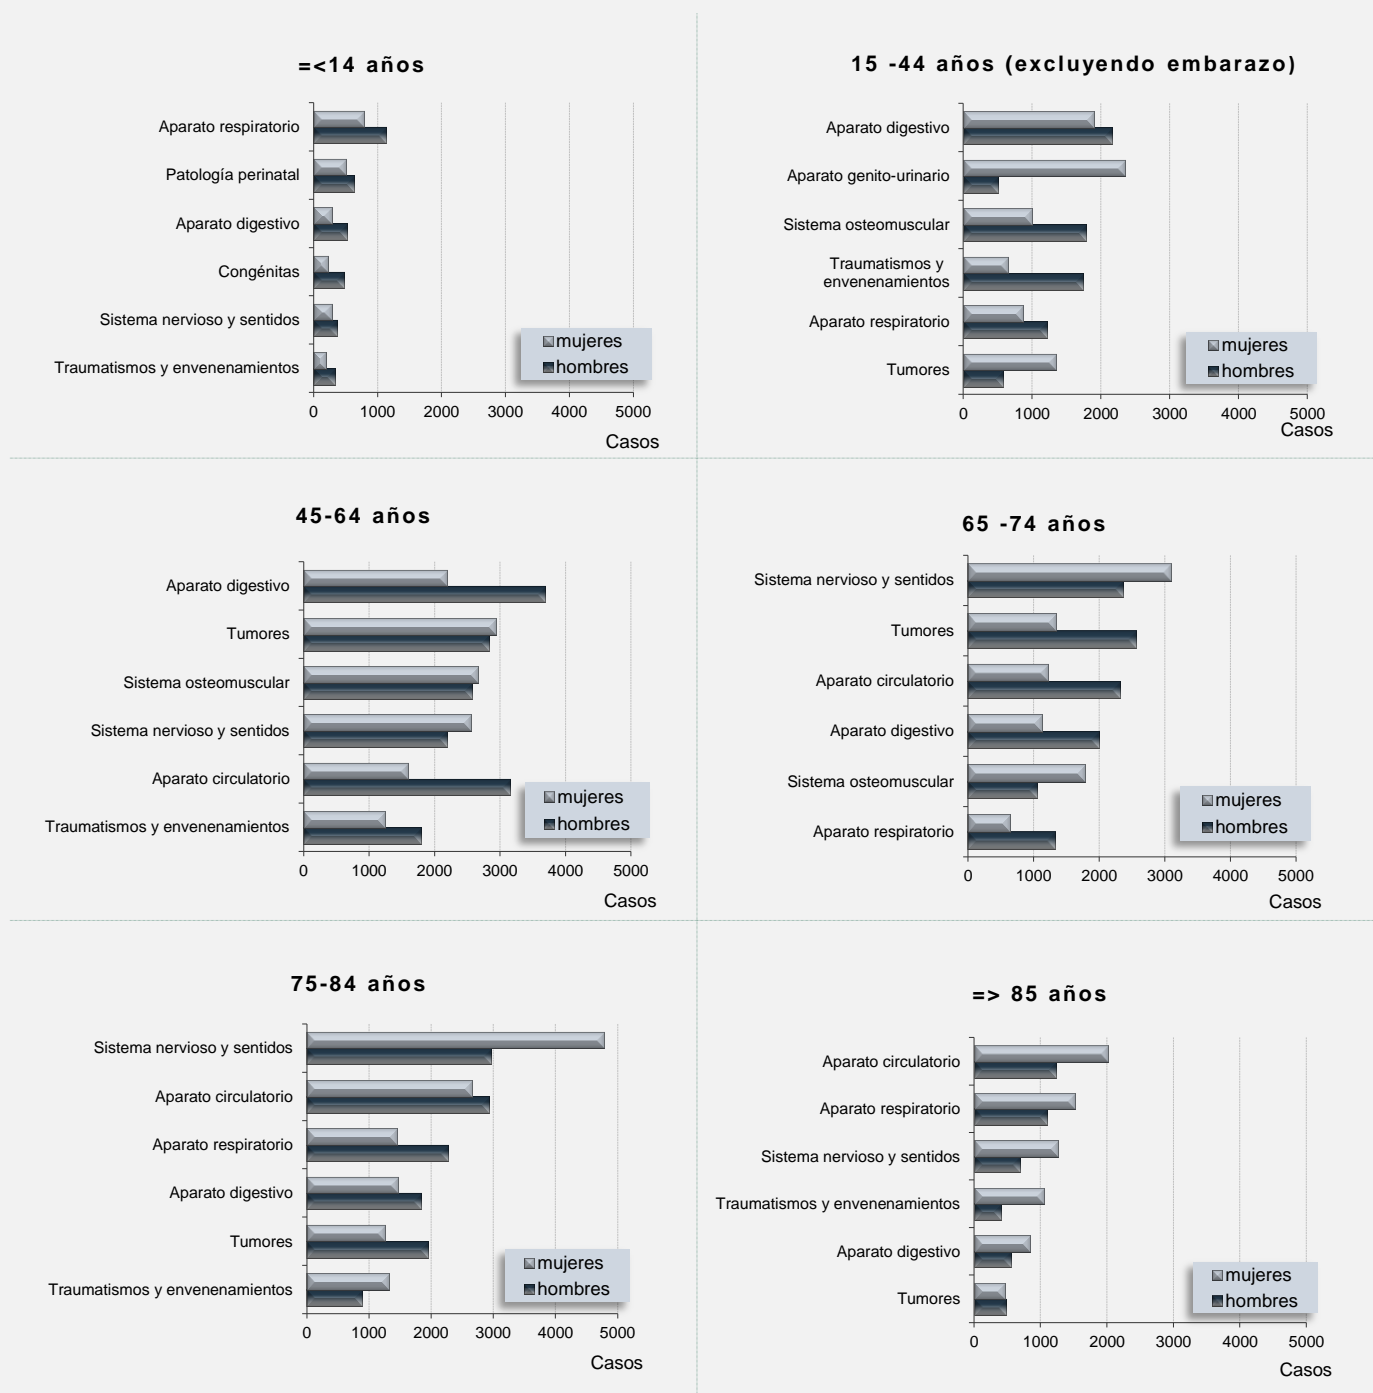 =<14 años
Aparato respiratorio
Patología perinatal
Aparato digestivo
Congénitas
Sistema nervioso y sentidos
Traumatismos y envenenamientos
mujeres
hombres
0 1000 2000 3000 4000 5000
Casos
15 -44 años (excluyendo embarazo)
Aparato digestivo
Aparato genito-urinario
Sistema osteomuscular
Traumatismos y
envenenamientos
Aparato respiratorio
Tumores
mujeres
hombres
0 1000 2000 3000 4000 5000
Casos
45-64 años
Aparato digestivo
Tumores
Sistema osteomuscular
Sistema nervioso y sentidos
Aparato circulatorio
Traumatismos y envenenamientos
mujeres
hombres
0 1000 2000 3000 4000 5000
Casos
65 -74 años
Sistema nervioso y sentidos
Tumores
Aparato circulatorio
Aparato digestivo
Sistema osteomuscular
Aparato respiratorio
mujeres
hombres
0 1000 2000 3000 4000 5000
Casos
75-84 años
Sistema nervioso y sentidos
Aparato circulatorio
Aparato respiratorio
Aparato digestivo
Tumores
Traumatismos y envenenamientos
mujeres
hombres
0 1000 2000 3000 4000 5000
Casos
=> 85 años
Aparato circulatorio
Aparato respiratorio
Sistema nervioso y sentidos
Traumatismos y envenenamientos
Aparato digestivo
Tumores
mujeres
hombres
0 1000 2000 3000 4000 5000
Casos